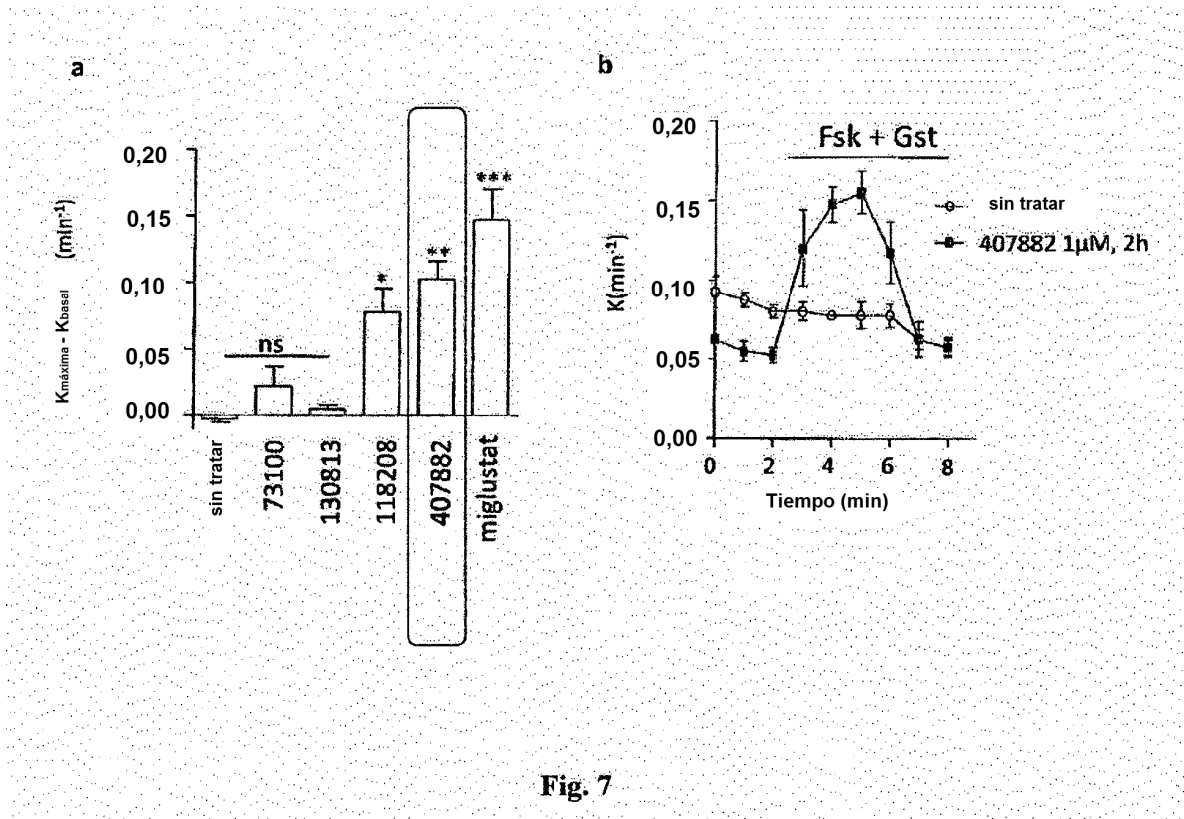 a
0,20
0,15
0,10
0,05
0,00
Kmáxima - Kbasal (min-1)
ns
*
**
***
sin tratar
73100
130813
118208
407882
miglustat
b
0,20
0,15
0,10
0,05
0,00
K(min-1)
Fsk + Gst
sin tratar
407882 1µM, 2h
0 2 4 6 8
Tiempo (min)
Fig. 7